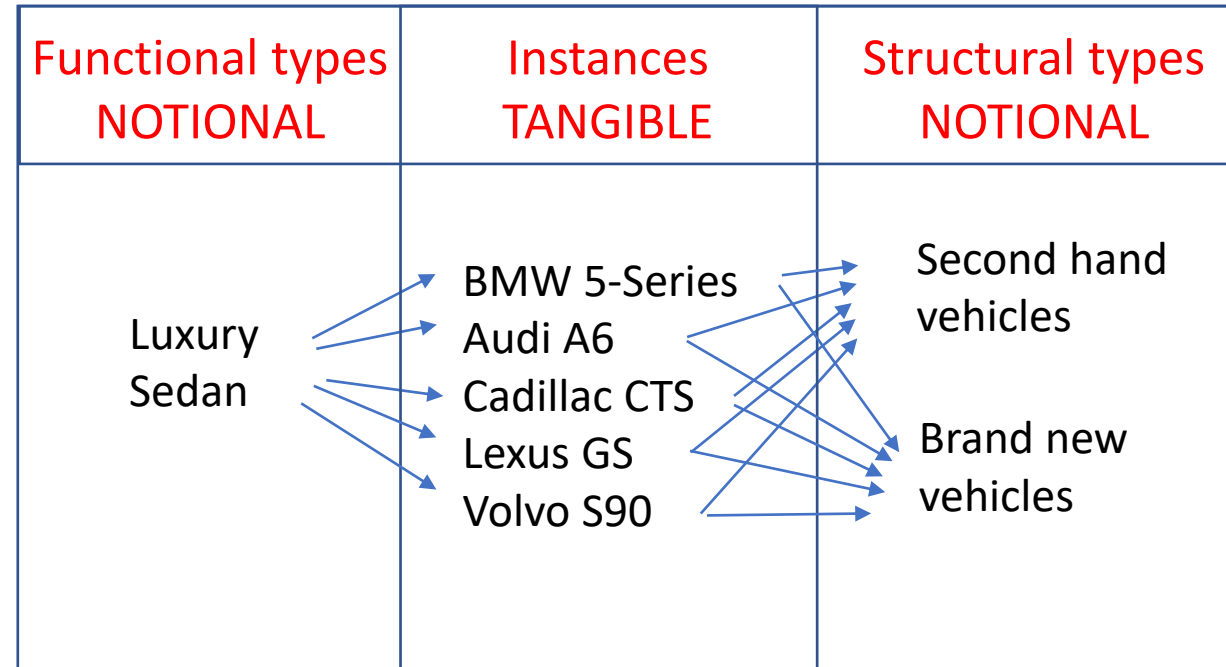 Functional types
NOTIONAL
Instances
TANGIBLE
Structural types
NOTIONAL
Luxury
Sedan
BMW 5-Series
Audi A6
Cadillac CTS
Lexus GS
Volvo S90
Second hand
vehicles
Brand new
vehicles